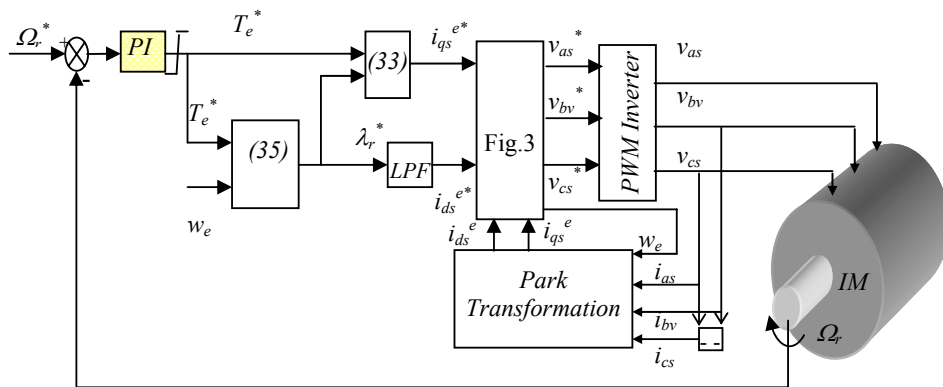 Ω_r^* + PI T_e^* (33) i_qs^e* v_as^* v_as
-
T_e^* (35) λ_r^* LPF Fig.3 v_bv^* PWM Inverter v_bv
w_e i_ds^e* v_cs^* v_cs
i_ds^e i_qs^e w_e
Park
Transformation
i_as
i_bv
i_cs
- -
IM
Ω_r